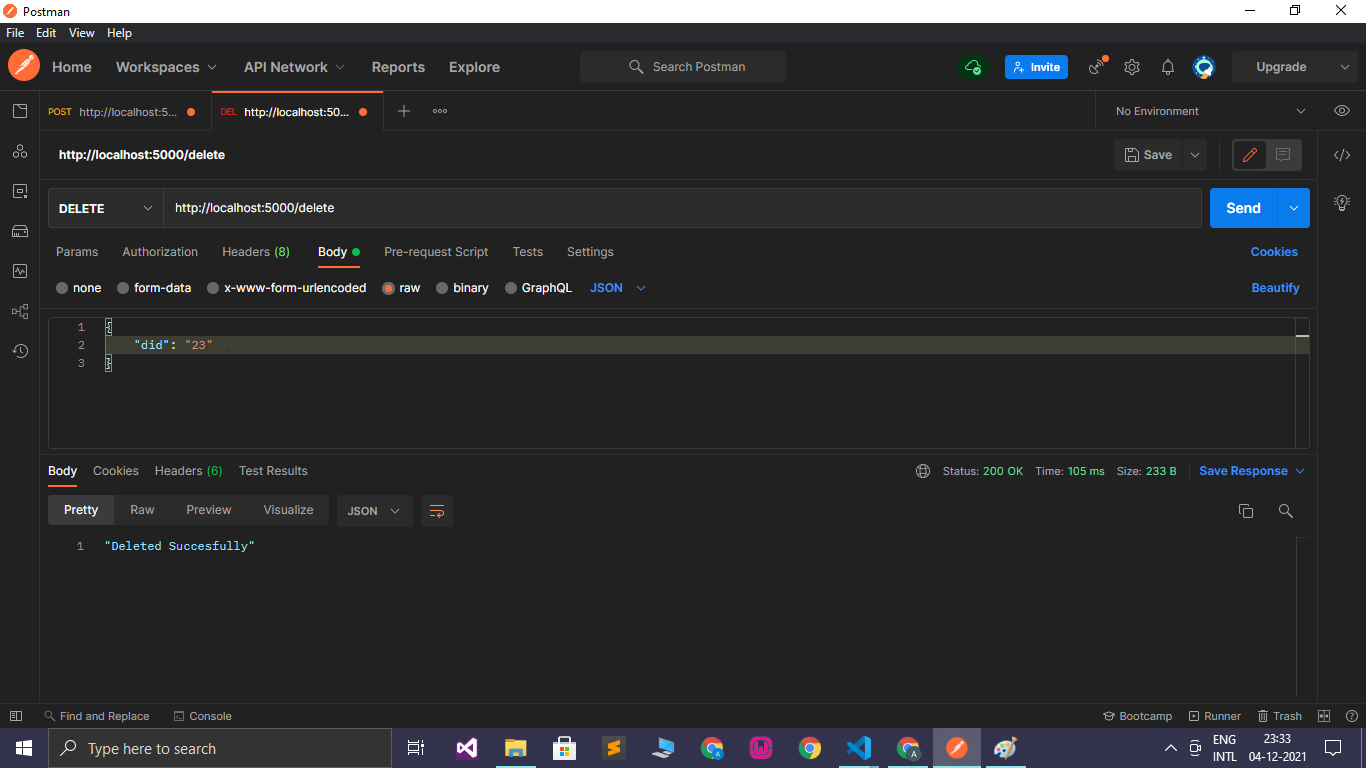 Postman
File Edit View Help
Home Workspaces API Network Reports Explore Search Postman Invite Upgrade
POST http://localhost:5... DEL http://localhost:50... No Environment
http://localhost:5000/delete Save
DELETE http://localhost:5000/delete Send
Params Authorization Headers (8) Body Pre-request Script Tests Settings Cookies
none form-data x-www-form-urlencoded raw binary GraphQL JSON Beautify
1 {
2 "did": "23"
3 }
Body Cookies Headers (6) Test Results Status: 200 OK Time: 105 ms Size: 233 B Save Response
Pretty Raw Preview Visualize JSON
1 "Deleted Succesfully"
Find and Replace Console Bootcamp Runner Trash
Type here to search ENG 23:33
INTL 04-12-2021